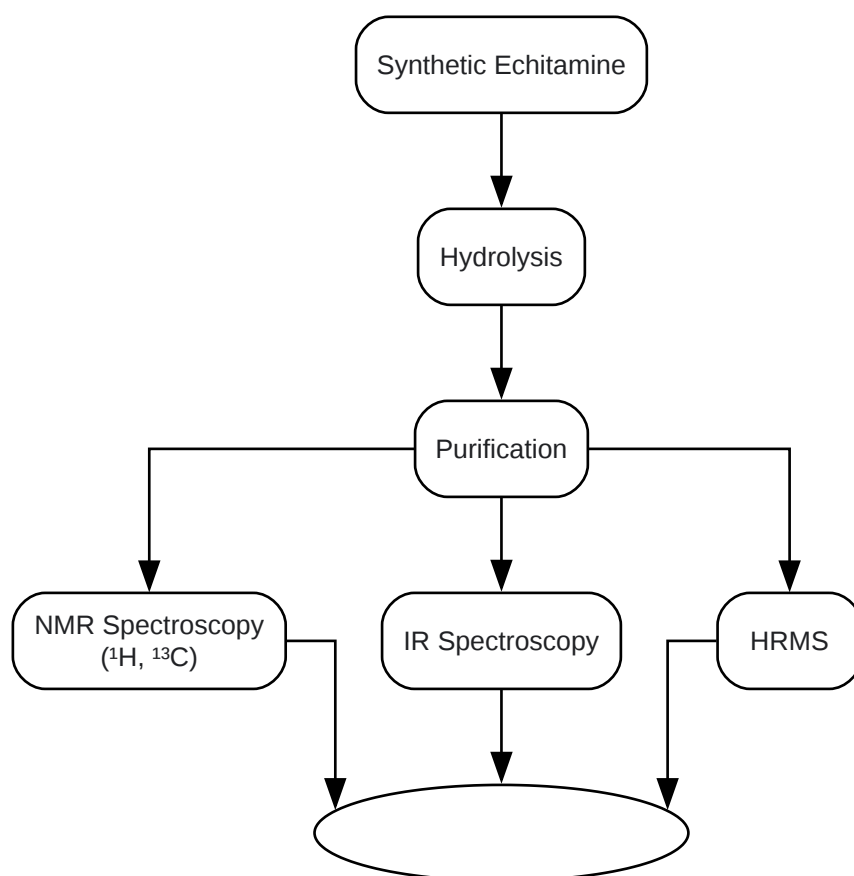 Synthetic Echitamine
Hydrolysis
Purification
NMR Spectroscopy
(¹H, ¹³C)
IR Spectroscopy
HRMS